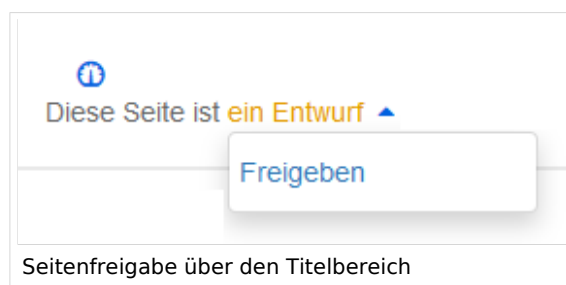 Diese Seite ist ein Entwurf
Freigeben
Seitenfreigabe über den Titelbereich